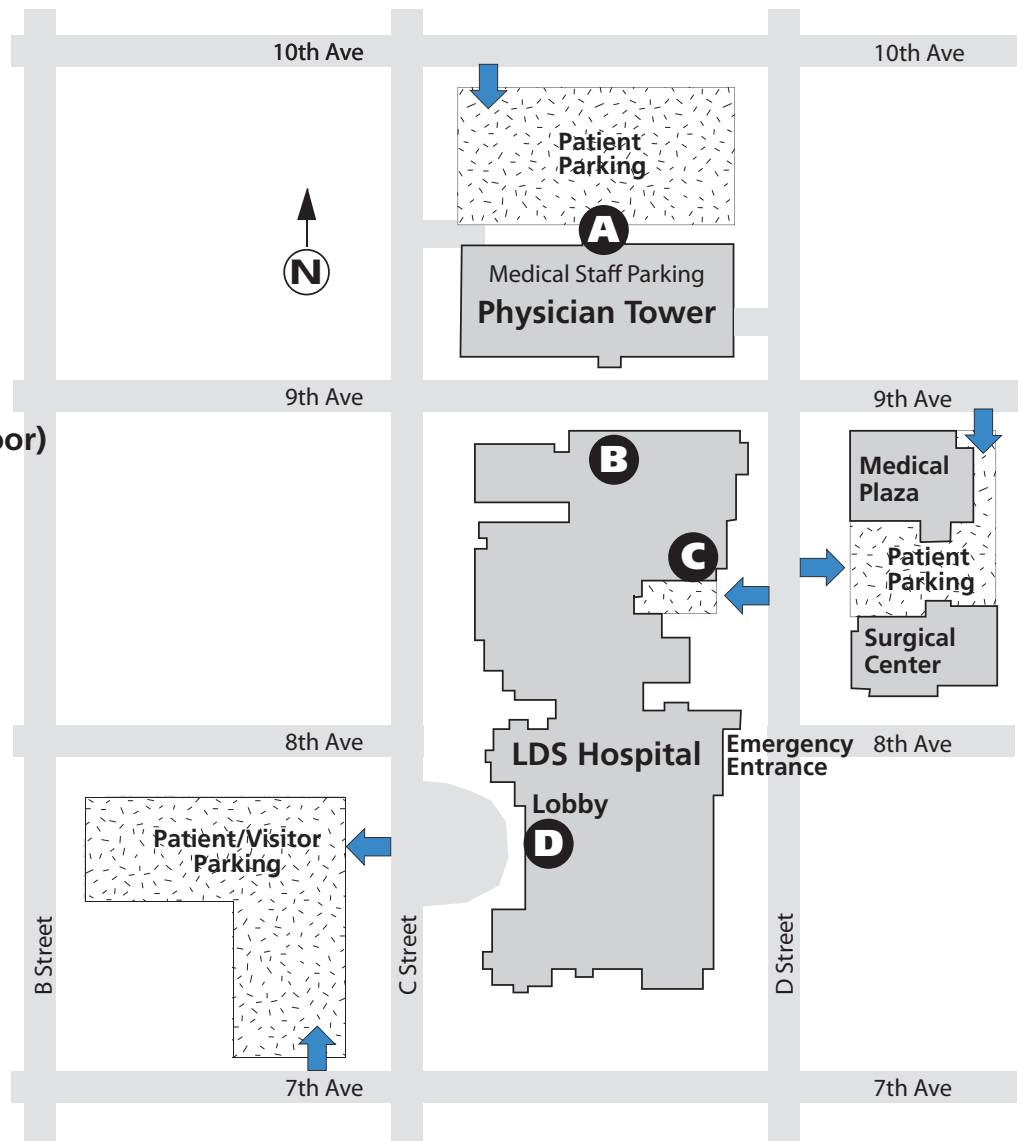 10th Ave
10th Ave
Patient
Parking
A
N
Medical Staff Parking
Physician Tower
9th Ave
9th Ave
oor)
B
Medical
Plaza
C
Patient
Parking
Surgical
Center
8th Ave
LDS Hospital
Emergency
Entrance
8th Ave
Lobby
Patient/Visitor
Parking
D
B Street
C Street
D Street
7th Ave
7th Ave